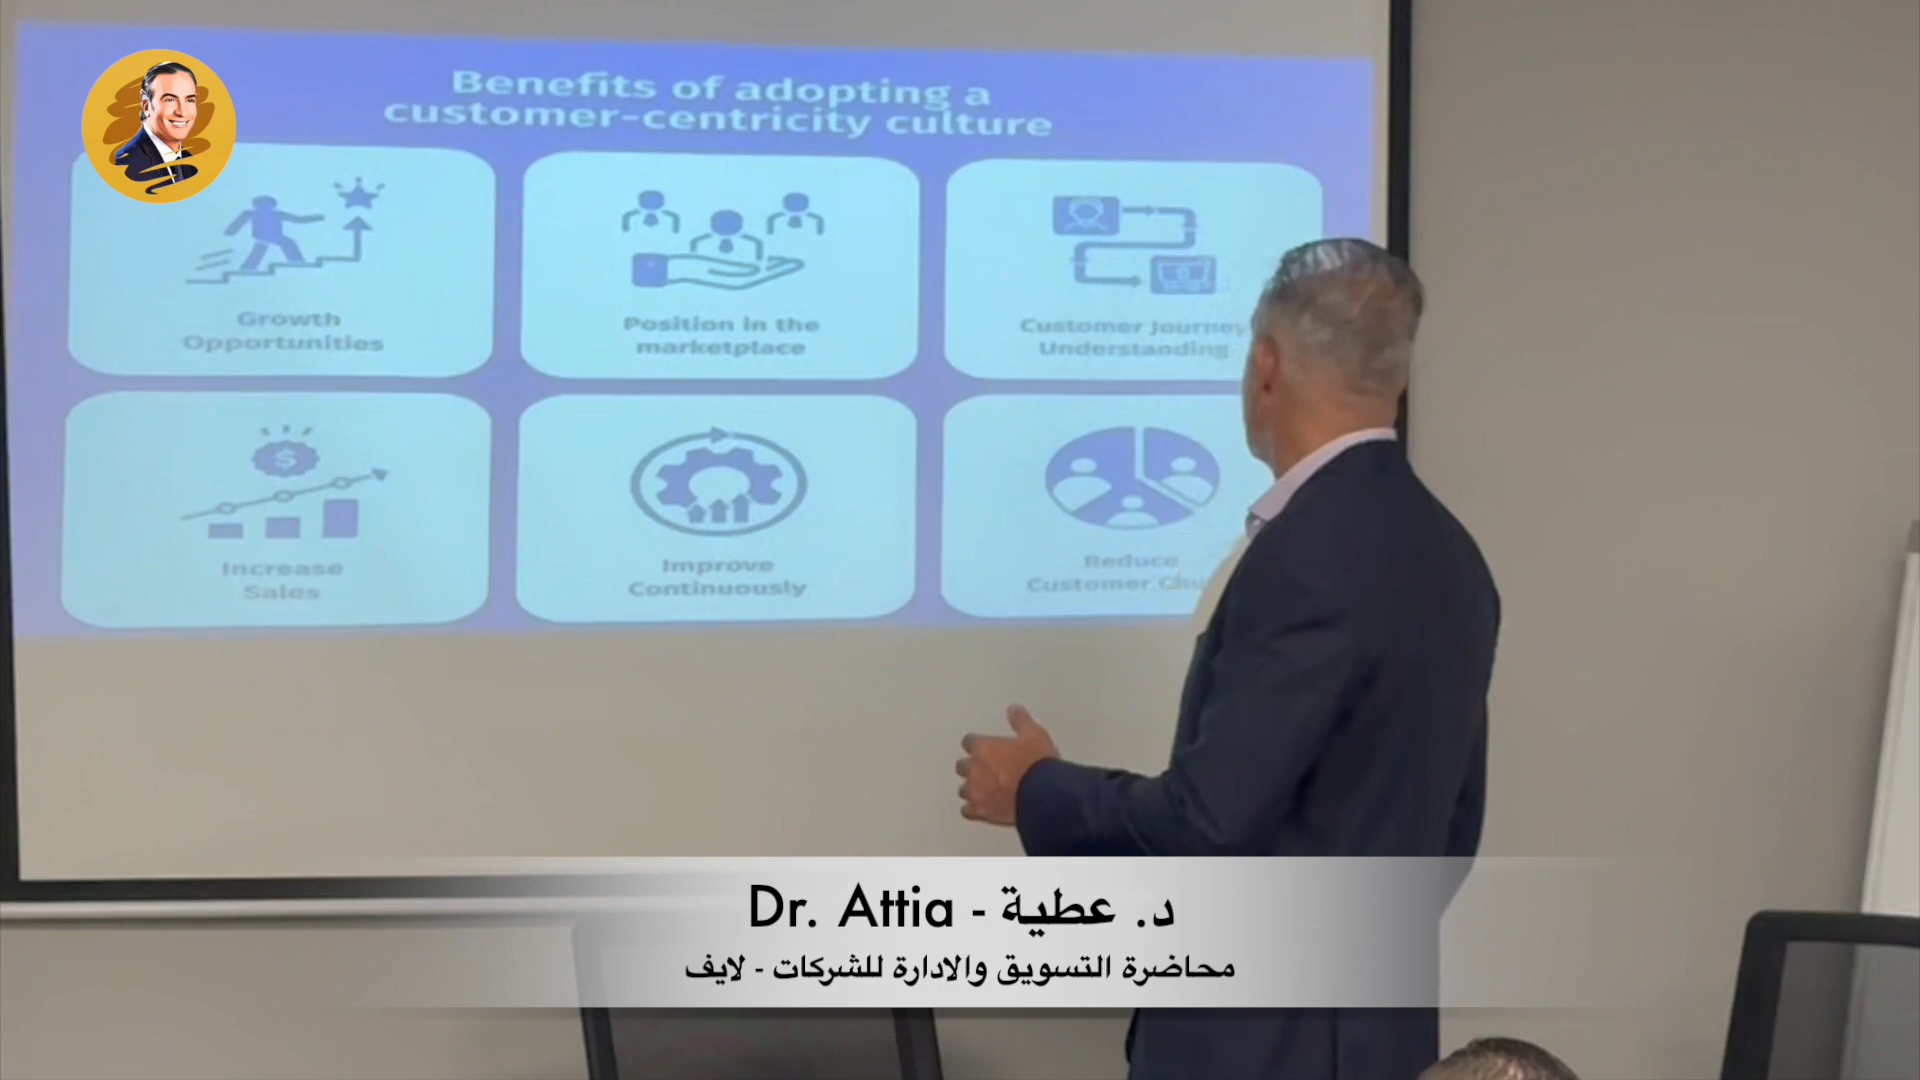 Benefits of adopting a
customer-centricity culture
Growth
Opportunities
Position in the
marketplace
Customer Journey
Understanding
Increase
Sales
Improve
Continuously
Reduce
Customer
Dr. Attia - د. عطية
محاضرة التسويق والادارة للشركات - لايف